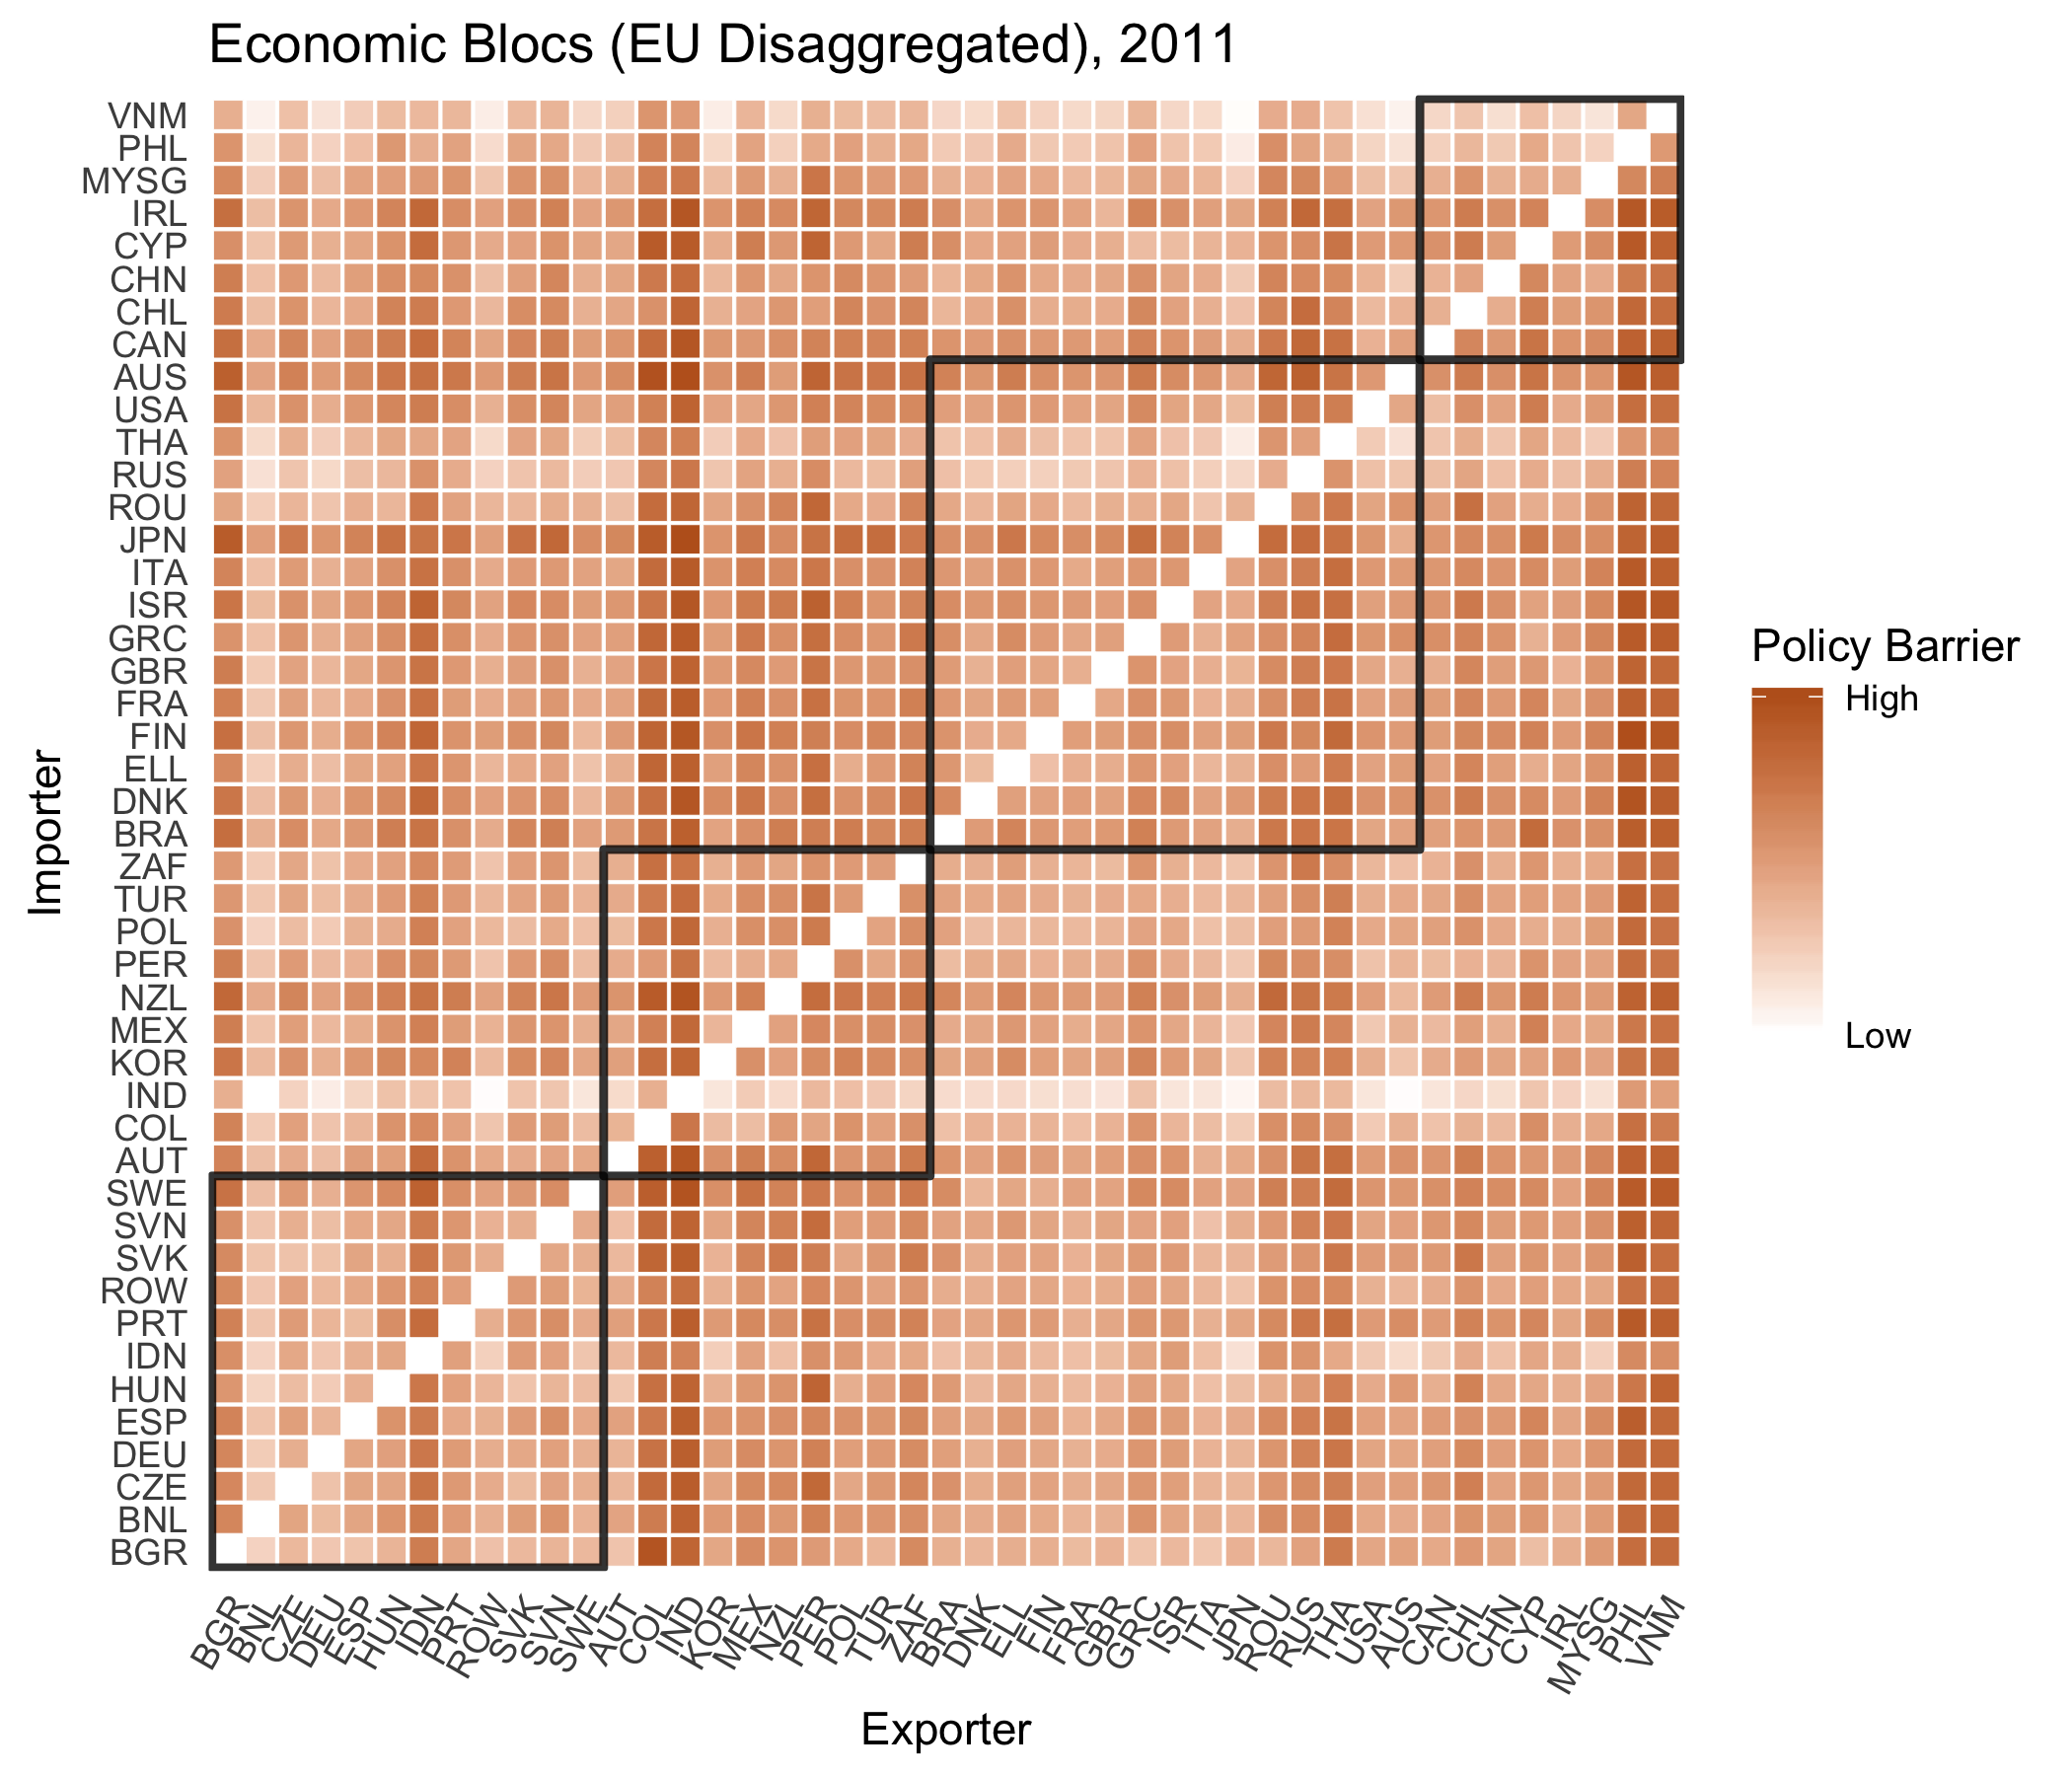 Economic Blocs (EU Disaggregated), 2011
VNM
PHL
MYSG
IRL
CYP
CHN
CHL
CAN
AUS
USA
THA
RUS
ROU
JPN
ITA
ISR
GRC
GBR
FRA
FIN
ELL
DNK
BRA
ZAF
TUR
POL
PER
NZL
MEX
KOR
IND
COL
AUT
SWE
SVN
SVK
ROW
PRT
IDN
HUN
ESP
DEU
CZE
BNL
BGR
Importer
BGR
BNL
CZE
DEU
ESP
HUN
IDN
PRT
ROW
SVK
SVN
SWE
AUT
COL
IND
KOR
MEX
NZL
PER
POL
TUR
ZAF
BRA
DNK
ELL
FIN
FRA
GBR
GRC
ISR
ITA
JPN
ROU
RUS
THA
USA
AUS
CAN
CHL
CHN
CYP
IRL
MYSG
PHL
VNM
Exporter
Policy Barrier
High
Low